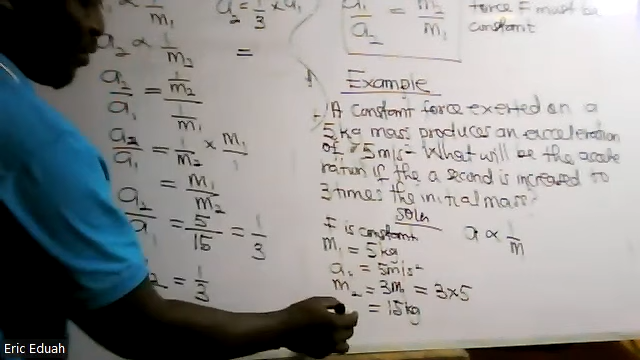 1/m₁
a₂ = 1/3 × a₁
a₂ ∝ 1/m₂
=
a₂/a₁ = 1/m₂ / 1/m₁
a₂/a₁ = 1/m₂ × m₁/1
= m₁/m₂
a₂/a₁ = 5/15 = 1/3
= 1/3
a₁/a₂ = m₂/m₁
force F must be
constant
Example
A constant force exerted on a
5kg mass produces an acceleration
of 5m/s² What will be the accele
ration if the a second is increased to
3 times the initial mass?
Soln
F is constant
a ∝ 1/m
m₁ = 5kg
a₁ = 5m/s²
m₂ = 3m₁ = 3×5
= 15kg
Eric Eduah